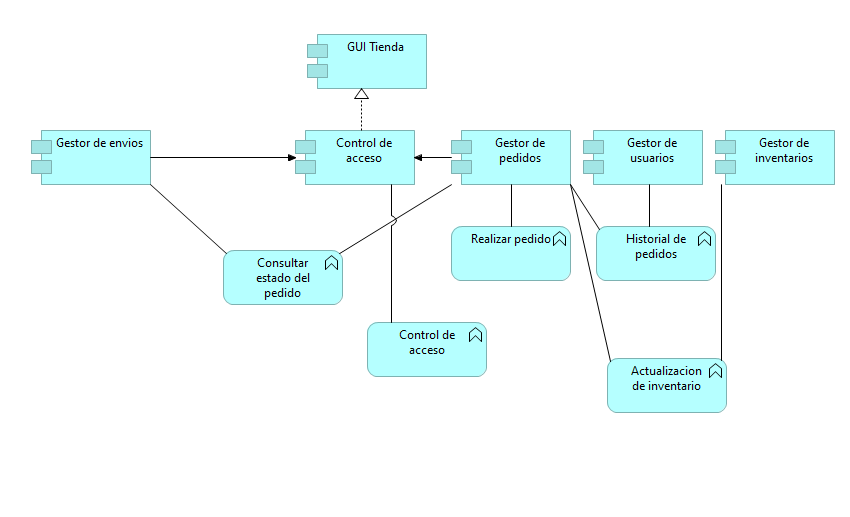 GUI Tienda
Gestor de envios
Control de
acceso
Gestor de
pedidos
Gestor de
usuarios
Gestor de
inventarios
Realizar pedido
Historial de
pedidos
Consultar
estado del
pedido
Control de
acceso
Actualizacion
de inventario